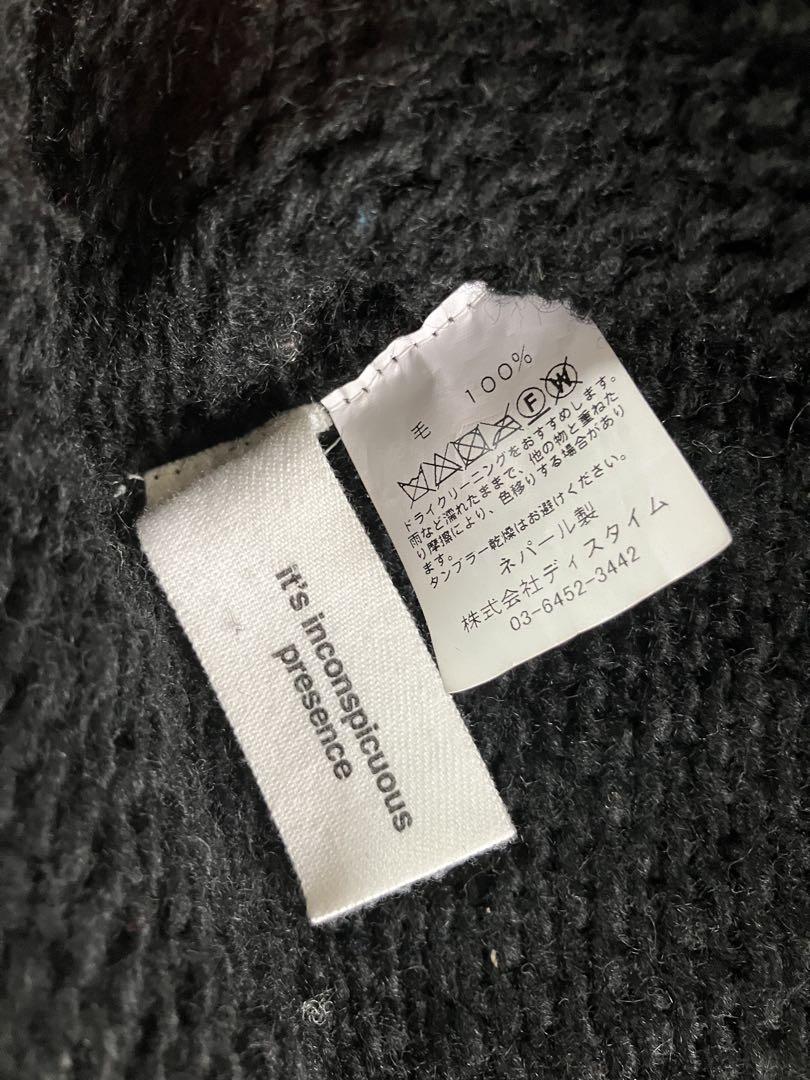 毛 100%
F W
ドライクリーニングをおすすめします。
雨など濡れたままで、他の物と重ねた
り摩擦により、色移りする場合があり
ます。
タンブラー乾燥はお避けください。
ネパール製
株式会社ディスタイム
03-6452-3442
it's inconspicuous
presence